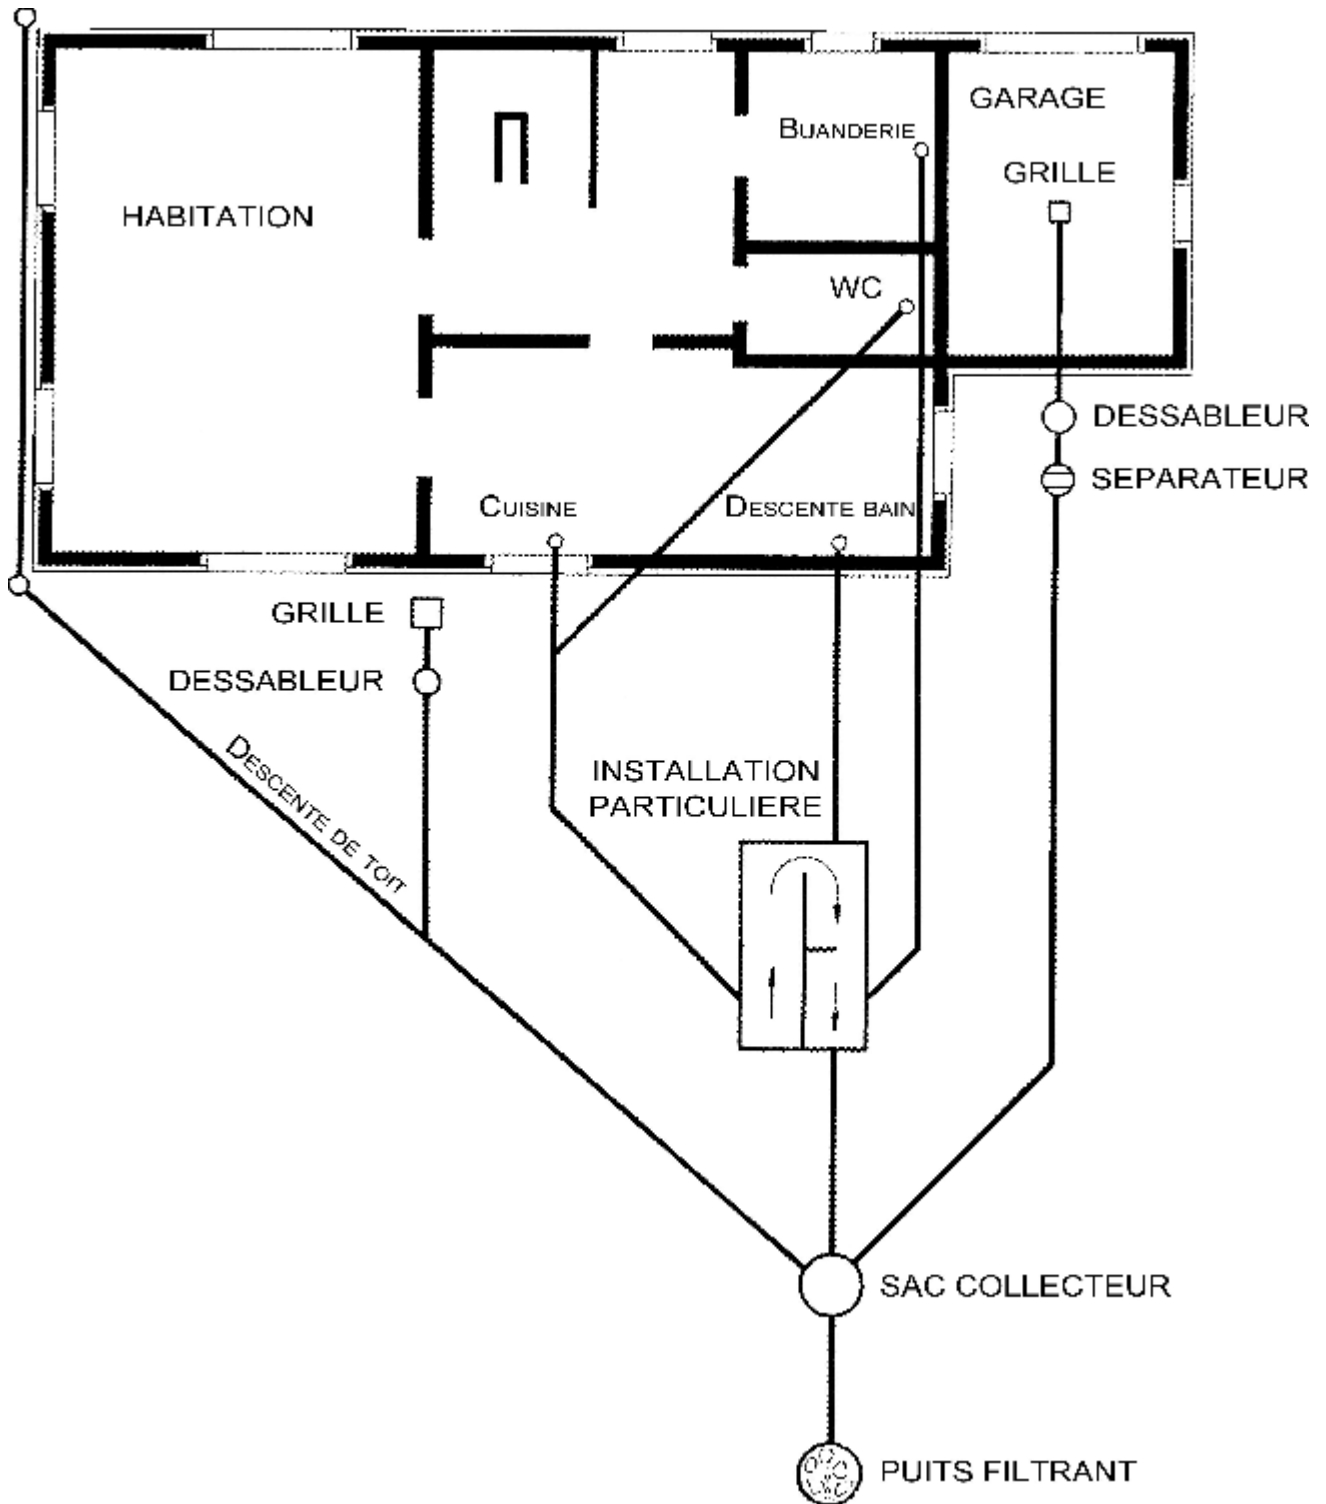 GARAGE
BUANDERIE
GRILLE
HABITATION
WC
DESSABLEUR
SÉPARATEUR
CUISINE
DESCENTE BAIN
GRILLE
DESSABLEUR
DESCENTE DE TOIT
INSTALLATION
PARTICULIERE
SAC COLLECTEUR
PUITS FILTRANT